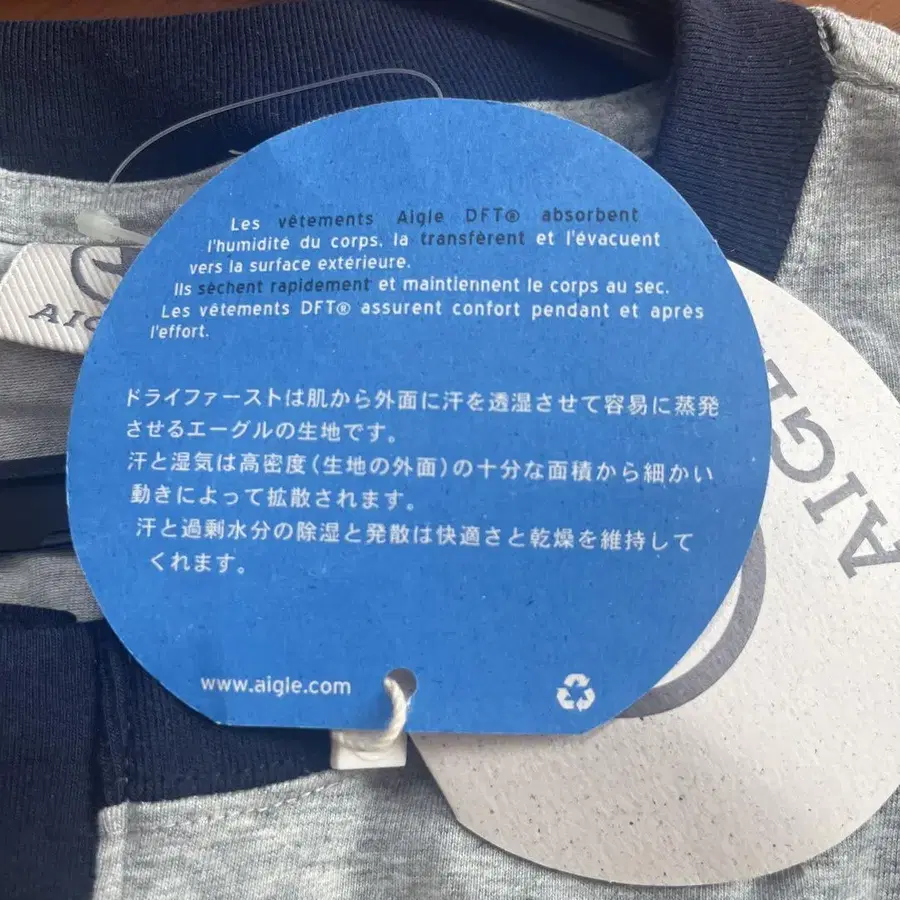 Les vêtements Aigle DFT® absorbent
l'humidité du corps, la transfèrent et l'évacuent
vers la surface extérieure.
Ils sèchent rapidement et maintiennent le corps au sec.
Les vêtements DFT® assurent confort pendant et après
l'effort.
ドライファーストは肌から外面に汗を透湿させて容易に蒸発
させるエーグルの生地です。
汗と湿気は高密度(生地の外面)の十分な面積から細かい
動きによって拡散されます。
汗と過剰水分の除湿と発散は快適さと乾燥を維持して
くれます。
www.aigle.com